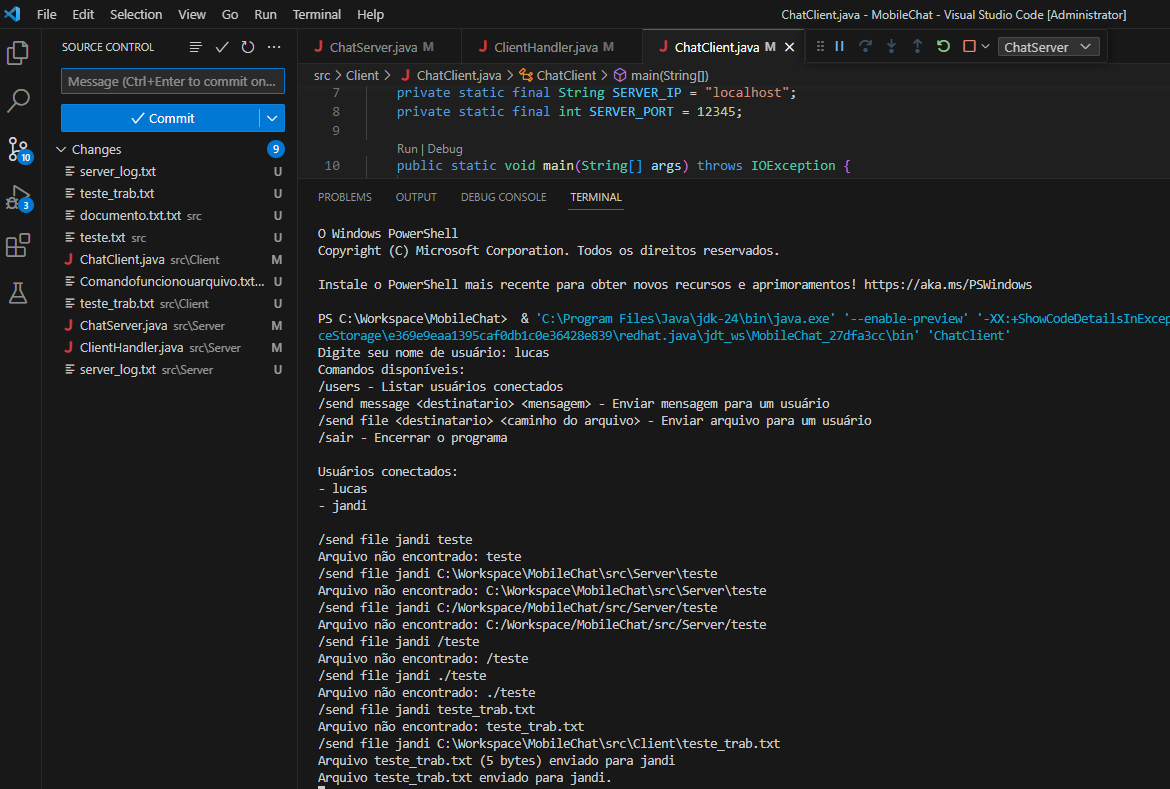 File Edit Selection View Go Run Terminal Help
ChatClient.java - MobileChat - Visual Studio Code [Administrator]
SOURCE CONTROL
Message (Ctrl+Enter to commit on...
Commit
Changes 9
server_log.txt U
teste_trab.txt U
documento.txt.txt src U
teste.txt src U
ChatClient.java src\Client M
Comandofuncionouarquivo.txt... U
teste_trab.txt src\Client U
ChatServer.java src\Server M
ClientHandler.java src\Server M
server_log.txt src\Server U
10
3
ChatServer.java M
ClientHandler.java M
ChatClient.java M
ChatServer
src > Client > ChatClient.java > ChatClient > main(String[])
7 private static final String SERVER_IP = "localhost";
8 private static final int SERVER_PORT = 12345;
9
Run | Debug
10 public static void main(String[] args) throws IOException {
PROBLEMS OUTPUT DEBUG CONSOLE TERMINAL
O Windows PowerShell
Copyright (C) Microsoft Corporation. Todos os direitos reservados.
Instale o PowerShell mais recente para obter novos recursos e aprimoramentos! https://aka.ms/PSWindows
PS C:\Workspace\MobileChat> & 'C:\Program Files\Java\jdk-24\bin\java.exe' '--enable-preview' '-XX:+ShowCodeDetailsInExcep
ceStorage\e369e9eaa1395caf0db1c0e36428e839\redhat.java\jdt_ws\MobileChat_27dfa3cc\bin' 'ChatClient'
Digite seu nome de usuário: lucas
Comandos disponíveis:
/users - Listar usuários conectados
/send message <destinatario> <mensagem> - Enviar mensagem para um usuário
/send file <destinatario> <caminho do arquivo> - Enviar arquivo para um usuário
/sair - Encerrar o programa
Usuários conectados:
- lucas
- jandi
/send file jandi teste
Arquivo não encontrado: teste
/send file jandi C:\Workspace\MobileChat\src\Server\teste
Arquivo não encontrado: C:\Workspace\MobileChat\src\Server\teste
/send file jandi C:/Workspace/MobileChat/src/Server/teste
Arquivo não encontrado: C:/Workspace/MobileChat/src/Server/teste
/send file jandi /teste
Arquivo não encontrado: /teste
/send file jandi ./teste
Arquivo não encontrado: ./teste
/send file jandi teste_trab.txt
Arquivo não encontrado: teste_trab.txt
/send file jandi C:\Workspace\MobileChat\src\Client\teste_trab.txt
Arquivo teste_trab.txt (5 bytes) enviado para jandi
Arquivo teste_trab.txt enviado para jandi.